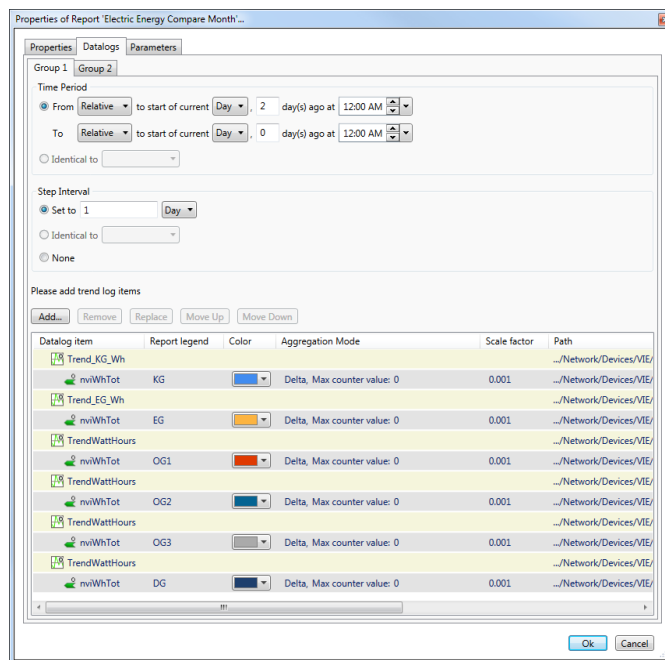 Properties of Report 'Electric Energy Compare Month'...
Properties Datalogs Parameters
Group 1 Group 2
Time Period
From Relative to start of current Day , 2 day(s) ago at 12:00 AM
To Relative to start of current Day , 0 day(s) ago at 12:00 AM
Identical to
Step Interval
Set to 1 Day
Identical to
None
Please add trend log items
Add... Remove Replace Move Up Move Down
Datalog item Report legend Color Aggregation Mode Scale factor Path
Trend_KG_Wh .../Network/Devices/VIE/
nviWhTot KG Delta, Max counter value: 0 0.001 .../Network/Devices/VIE/
Trend_EG_Wh .../Network/Devices/VIE/
nviWhTot EG Delta, Max counter value: 0 0.001 .../Network/Devices/VIE/
TrendWattHours .../Network/Devices/VIE/
nviWhTot OG1 Delta, Max counter value: 0 0.001 .../Network/Devices/VIE/
TrendWattHours .../Network/Devices/VIE/
nviWhTot OG2 Delta, Max counter value: 0 0.001 .../Network/Devices/VIE/
TrendWattHours .../Network/Devices/VIE/
nviWhTot OG3 Delta, Max counter value: 0 0.001 .../Network/Devices/VIE/
TrendWattHours .../Network/Devices/VIE/
nviWhTot DG Delta, Max counter value: 0 0.001 .../Network/Devices/VIE/
Ok Cancel